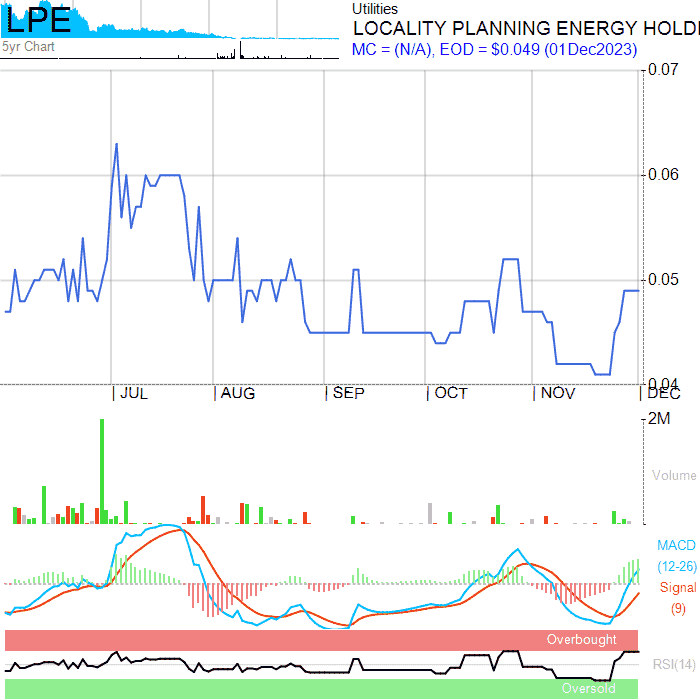 LPE
5yr Chart
Utilities
LOCALITY PLANNING ENERGY HOLDI
MC = (N/A), EOD = $0.049 (01Dec2023)
0.07
0.06
0.05
0.04
JUL AUG SEP OCT NOV DEC
2M
Volume
MACD
(12-26)
Signal
(9)
Overbought
RSI(14)
Oversold